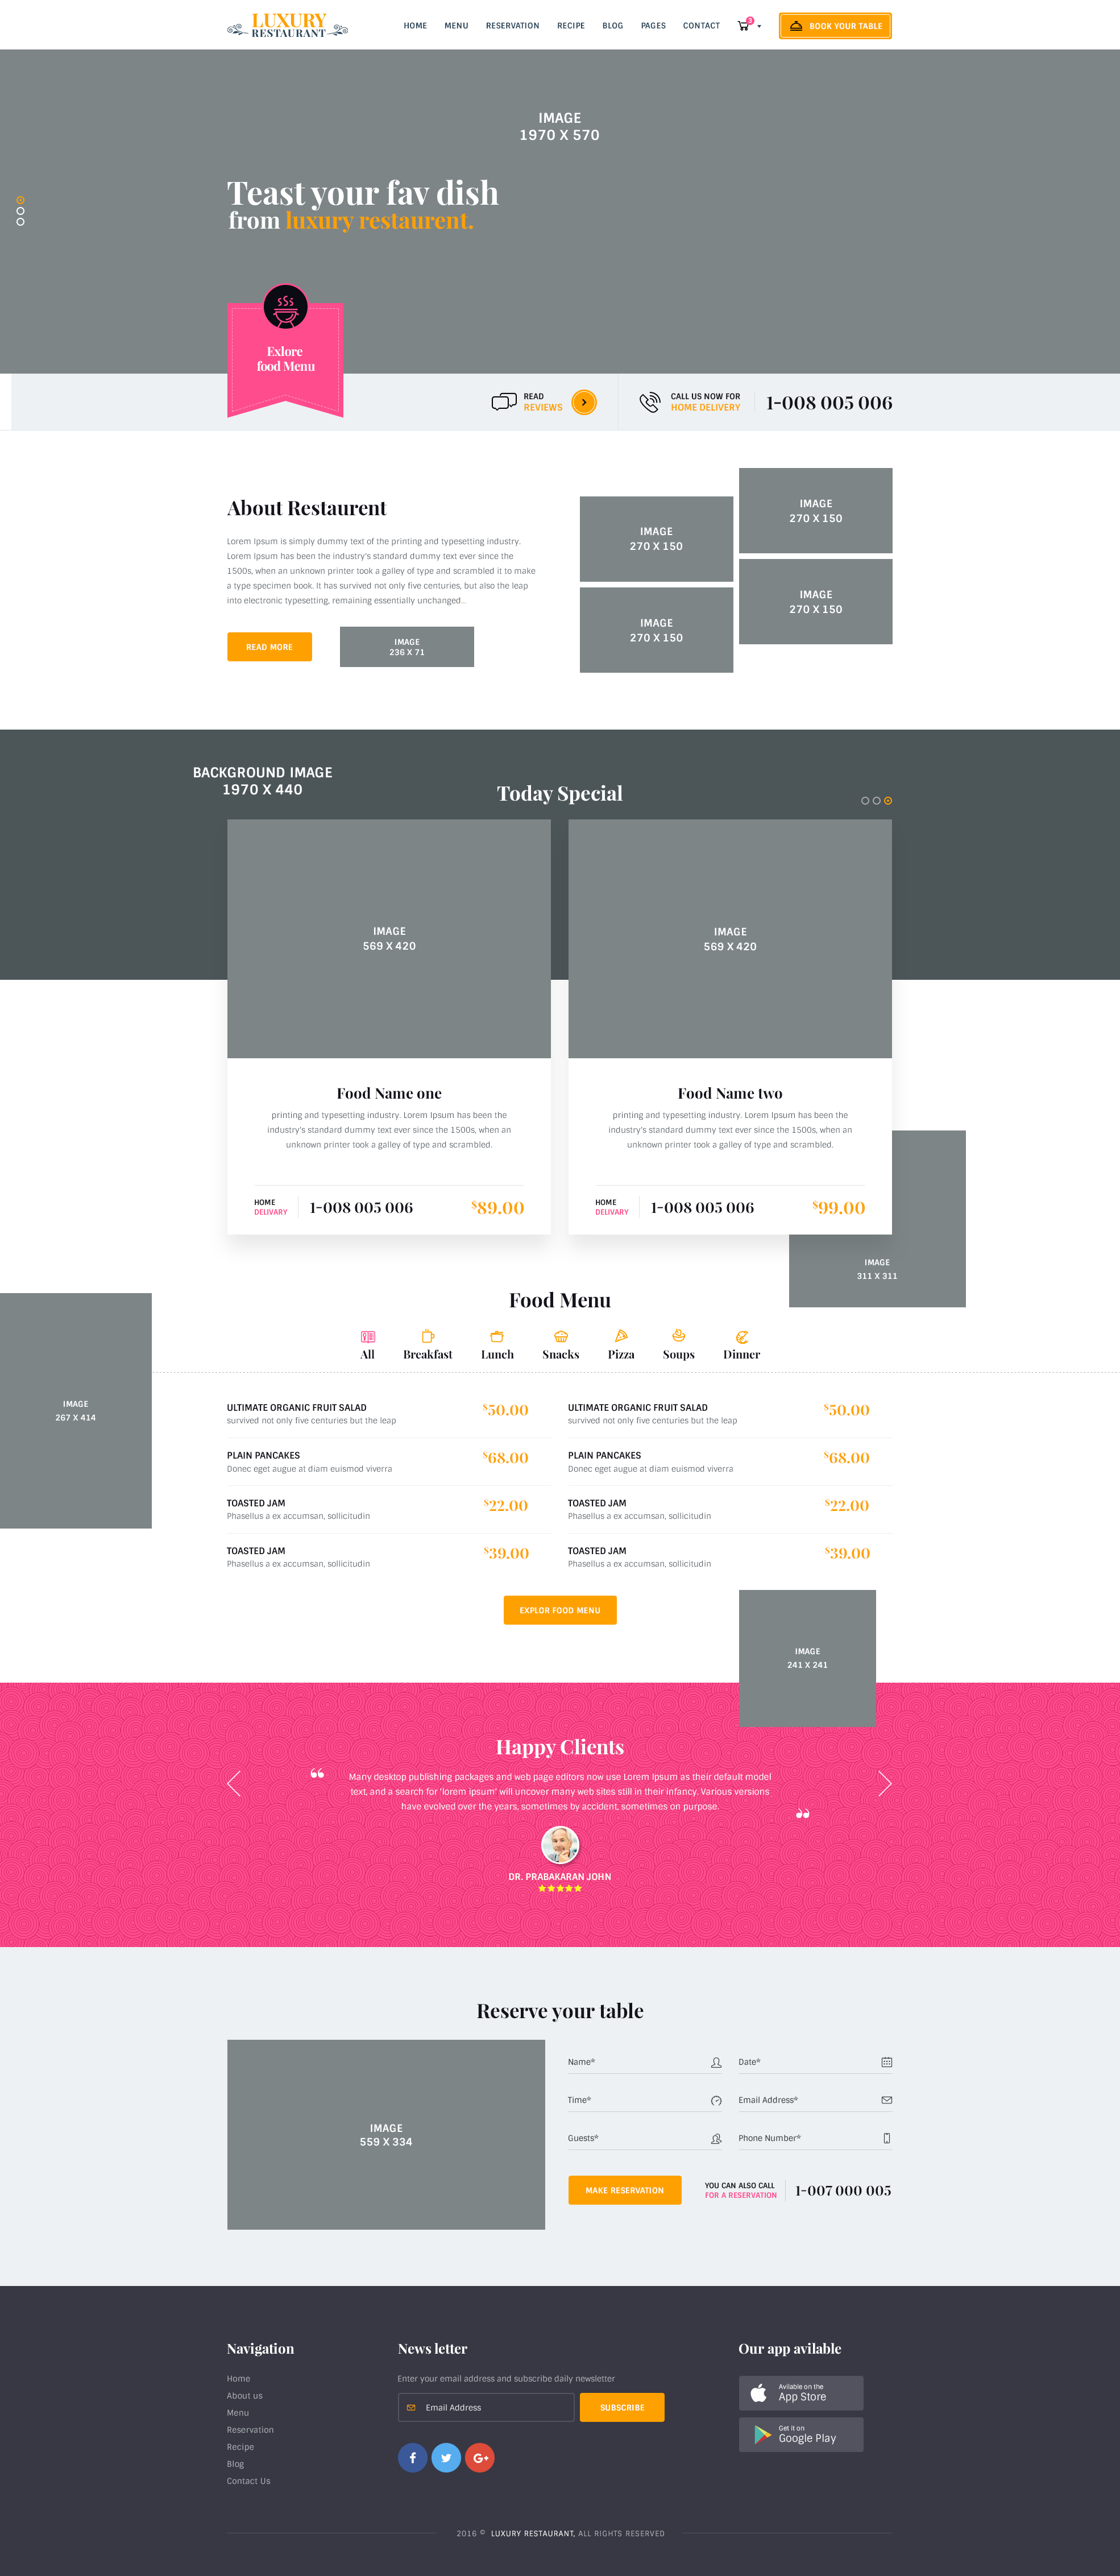 LUXURY
RESTAURANT
HOME MENU RESERVATION RECIPE BLOG PAGES CONTACT 3 BOOK YOUR TABLE
IMAGE
1970 X 570
Teast your fav dish
from luxury restaurent.
Exlore
food Menu
READ
REVIEWS
CALL US NOW FOR
HOME DELIVERY
1-008 005 006
About Restaurent
Lorem Ipsum is simply dummy text of the printing and typesetting industry.
Lorem Ipsum has been the industry's standard dummy text ever since the
1500s, when an unknown printer took a galley of type and scrambled it to make
a type specimen book. It has survived not only five centuries, but also the leap
into electronic typesetting, remaining essentially unchanged..
READ MORE
IMAGE
236 X 71
IMAGE
270 X 150
IMAGE
270 X 150
IMAGE
270 X 150
IMAGE
270 X 150
BACKGROUND IMAGE
1970 X 440
Today Special
IMAGE
569 X 420
IMAGE
569 X 420
Food Name one
printing and typesetting industry. Lorem Ipsum has been the
industry's standard dummy text ever since the 1500s, when an
unknown printer took a galley of type and scrambled.
HOME
DELIVARY
1-008 005 006
$89.00
Food Name two
printing and typesetting industry. Lorem Ipsum has been the
industry's standard dummy text ever since the 1500s, when an
unknown printer took a galley of type and scrambled.
HOME
DELIVARY
1-008 005 006
$99.00
IMAGE
311 X 311
Food Menu
All Breakfast Lunch Snacks Pizza Soups Dinner
IMAGE
267 X 414
ULTIMATE ORGANIC FRUIT SALAD
survived not only five centuries but the leap
$50.00
PLAIN PANCAKES
Donec eget augue at diam euismod viverra
$68.00
TOASTED JAM
Phasellus a ex accumsan, sollicitudin
$22.00
TOASTED JAM
Phasellus a ex accumsan, sollicitudin
$39.00
ULTIMATE ORGANIC FRUIT SALAD
survived not only five centuries but the leap
$50.00
PLAIN PANCAKES
Donec eget augue at diam euismod viverra
$68.00
TOASTED JAM
Phasellus a ex accumsan, sollicitudin
$22.00
TOASTED JAM
Phasellus a ex accumsan, sollicitudin
$39.00
EXPLOR FOOD MENU
IMAGE
241 X 241
Happy Clients
Many desktop publishing packages and web page editors now use Lorem Ipsum as their default model
text, and a search for 'lorem ipsum' will uncover many web sites still in their infancy. Various versions
have evolved over the years, sometimes by accident, sometimes on purpose.
DR. PRABAKARAN JOHN
Reserve your table
IMAGE
559 X 334
Name* Date*
Time* Email Address*
Guests* Phone Number*
MAKE RESERVATION
YOU CAN ALSO CALL
FOR A RESERVATION
1-007 000 005
Navigation
Home
About us
Menu
Reservation
Recipe
Blog
Contact Us
News letter
Enter your email address and subscribe daily newsletter
Email Address
SUBSCRIBE
f
G+
Our app avilable
Avilable on the
App Store
Get it on
Google Play
2016 © LUXURY RESTAURANT, ALL RIGHTS RESERVED